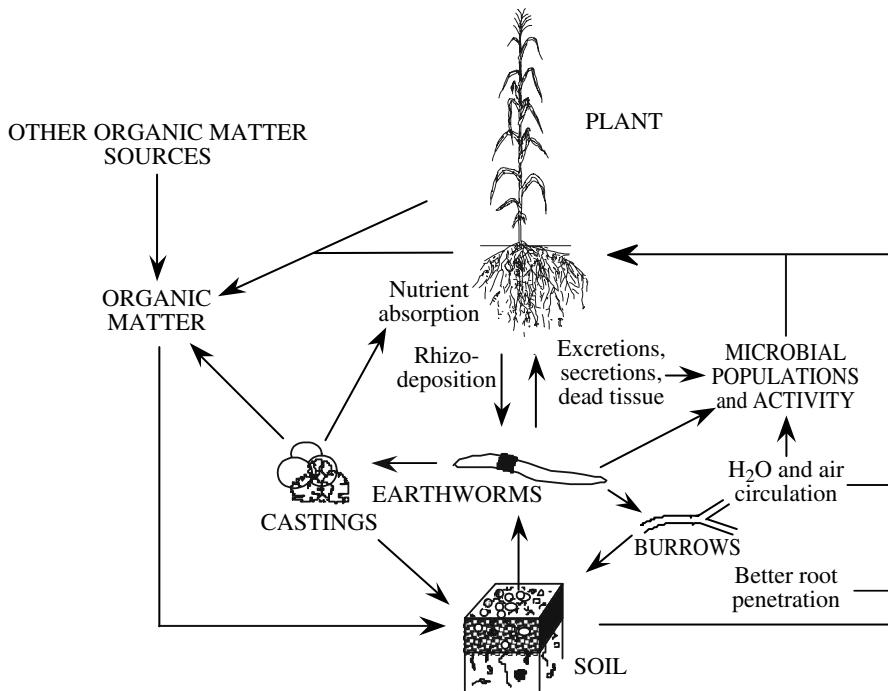 PLANT
OTHER ORGANIC MATTER
SOURCES
ORGANIC
MATTER
Nutrient
absorption
Rhizo-
deposition
Excretions,
secretions,
dead tissue
MICROBIAL
POPULATIONS
and ACTIVITY
H₂O and air
circulation
EARTHWORMS
CASTINGS
BURROWS
Better root
penetration
SOIL